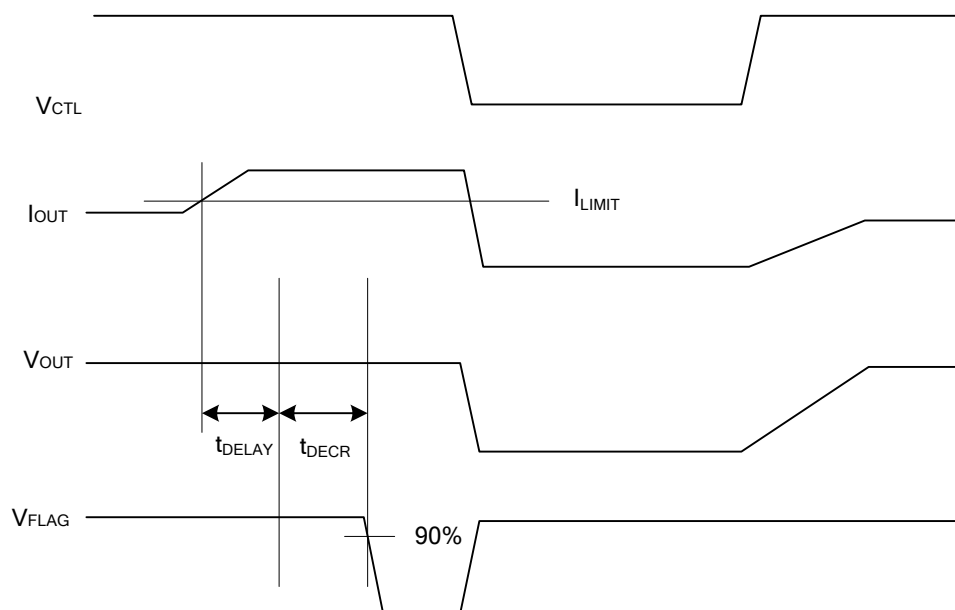 VCTL
IOUT
ILIMIT
VOUT
tDELAY
tDECR
VFLAG
90%